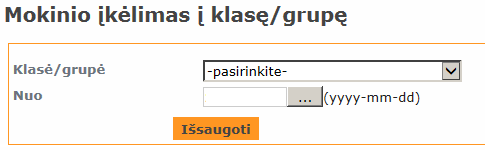 Mokinio įkėlimas į klasę/grupę
Klasė/grupė -pasirinkite-
Nuo ... (yyyy-mm-dd)
Išsaugoti